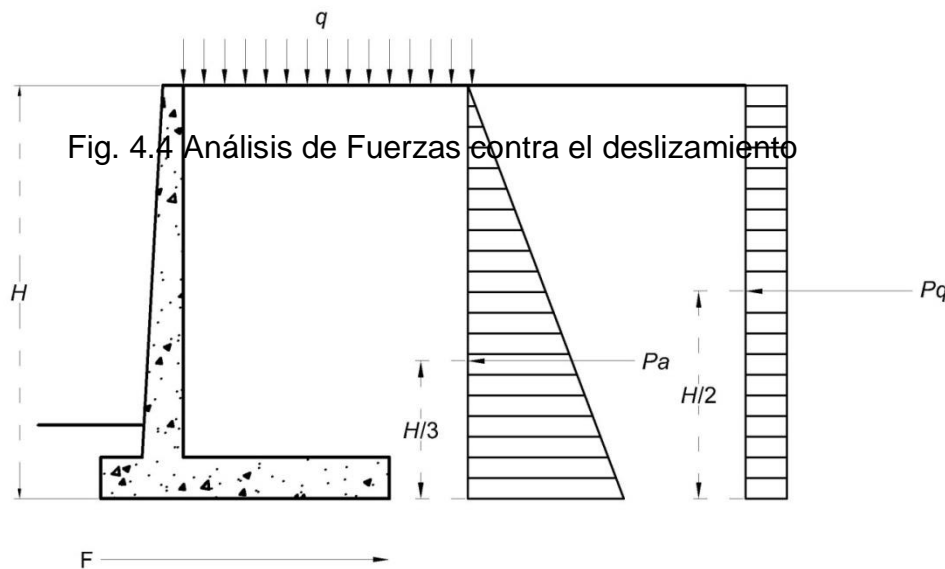 q
Fig. 4.4 Análisis de Fuerzas contra el deslizamiento
H
Pq
Pa
H/2
H/3
F